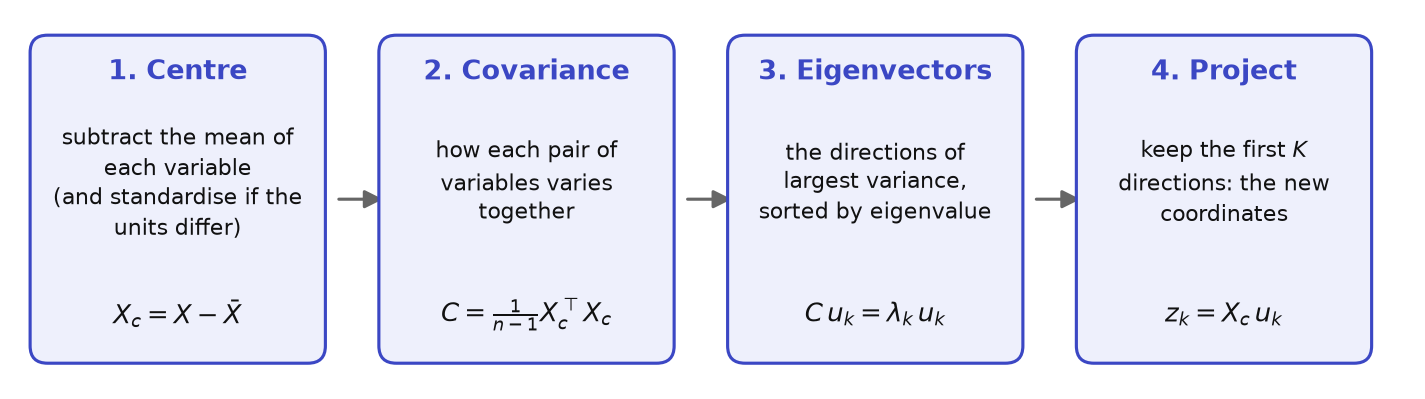 1. Centre
subtract the mean of
each variable
(and standardise if the
units differ)
X_c = X − X̄
2. Covariance
how each pair of
variables varies
together
C = \frac{1}{n−1} X_c^⊤ X_c
3. Eigenvectors
the directions of
largest variance,
sorted by eigenvalue
C u_k = λ_k u_k
4. Project
keep the first K
directions: the new
coordinates
z_k = X_c u_k